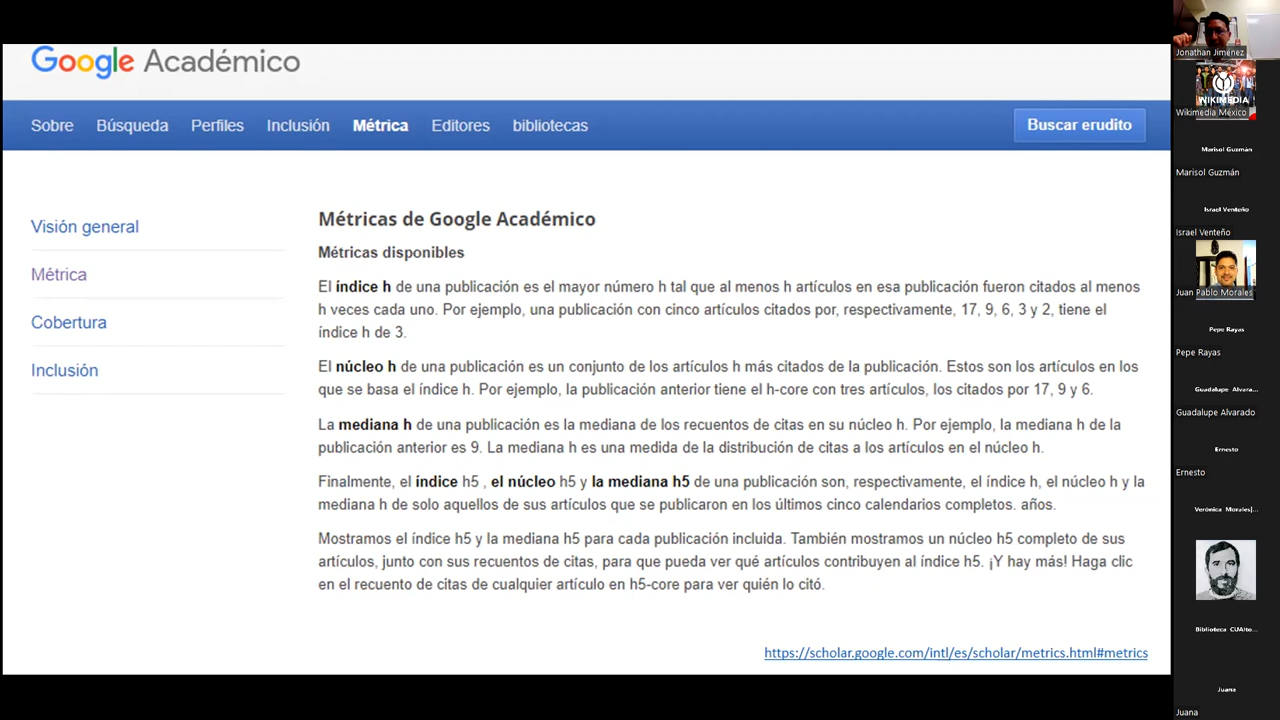 Google Académico
Sobre Búsqueda Perfiles Inclusión Métrica Editores bibliotecas Buscar erudito
Visión general
Métrica
Cobertura
Inclusión
Métricas de Google Académico
Métricas disponibles
El índice h de una publicación es el mayor número h tal que al menos h artículos en esa publicación fueron citados al menos
h veces cada uno. Por ejemplo, una publicación con cinco artículos citados por, respectivamente, 17, 9, 6, 3 y 2, tiene el
índice h de 3.
El núcleo h de una publicación es un conjunto de los artículos h más citados de la publicación. Estos son los artículos en los
que se basa el índice h. Por ejemplo, la publicación anterior tiene el h-core con tres artículos, los citados por 17, 9 y 6.
La mediana h de una publicación es la mediana de los recuentos de citas en su núcleo h. Por ejemplo, la mediana h de la
publicación anterior es 9. La mediana h es una medida de la distribución de citas a los artículos en el núcleo h.
Finalmente, el índice h5 , el núcleo h5 y la mediana h5 de una publicación son, respectivamente, el índice h, el núcleo h y la
mediana h de solo aquellos de sus artículos que se publicaron en los últimos cinco calendarios completos. años.
Mostramos el índice h5 y la mediana h5 para cada publicación incluida. También mostramos un núcleo h5 completo de sus
artículos, junto con sus recuentos de citas, para que pueda ver qué artículos contribuyen al índice h5. ¡Y hay más! Haga clic
en el recuento de citas de cualquier artículo en h5-core para ver quién lo citó.
https://scholar.google.com/intl/es/scholar/metrics.html#metrics
Jonathan Jiménez
WIKIMEDIA
Wikimedia México
Marisol Guzmán
Marisol Guzmán
Israel Venteño
Israel Venteño
Juan Pablo Morales
Pepe Rayas
Pepe Rayas
Guadalupe Alvara...
Guadalupe Alvarado
Ernesto
Ernesto
Verónica Morales|...
Biblioteca CUAlto...
Juana
Juana